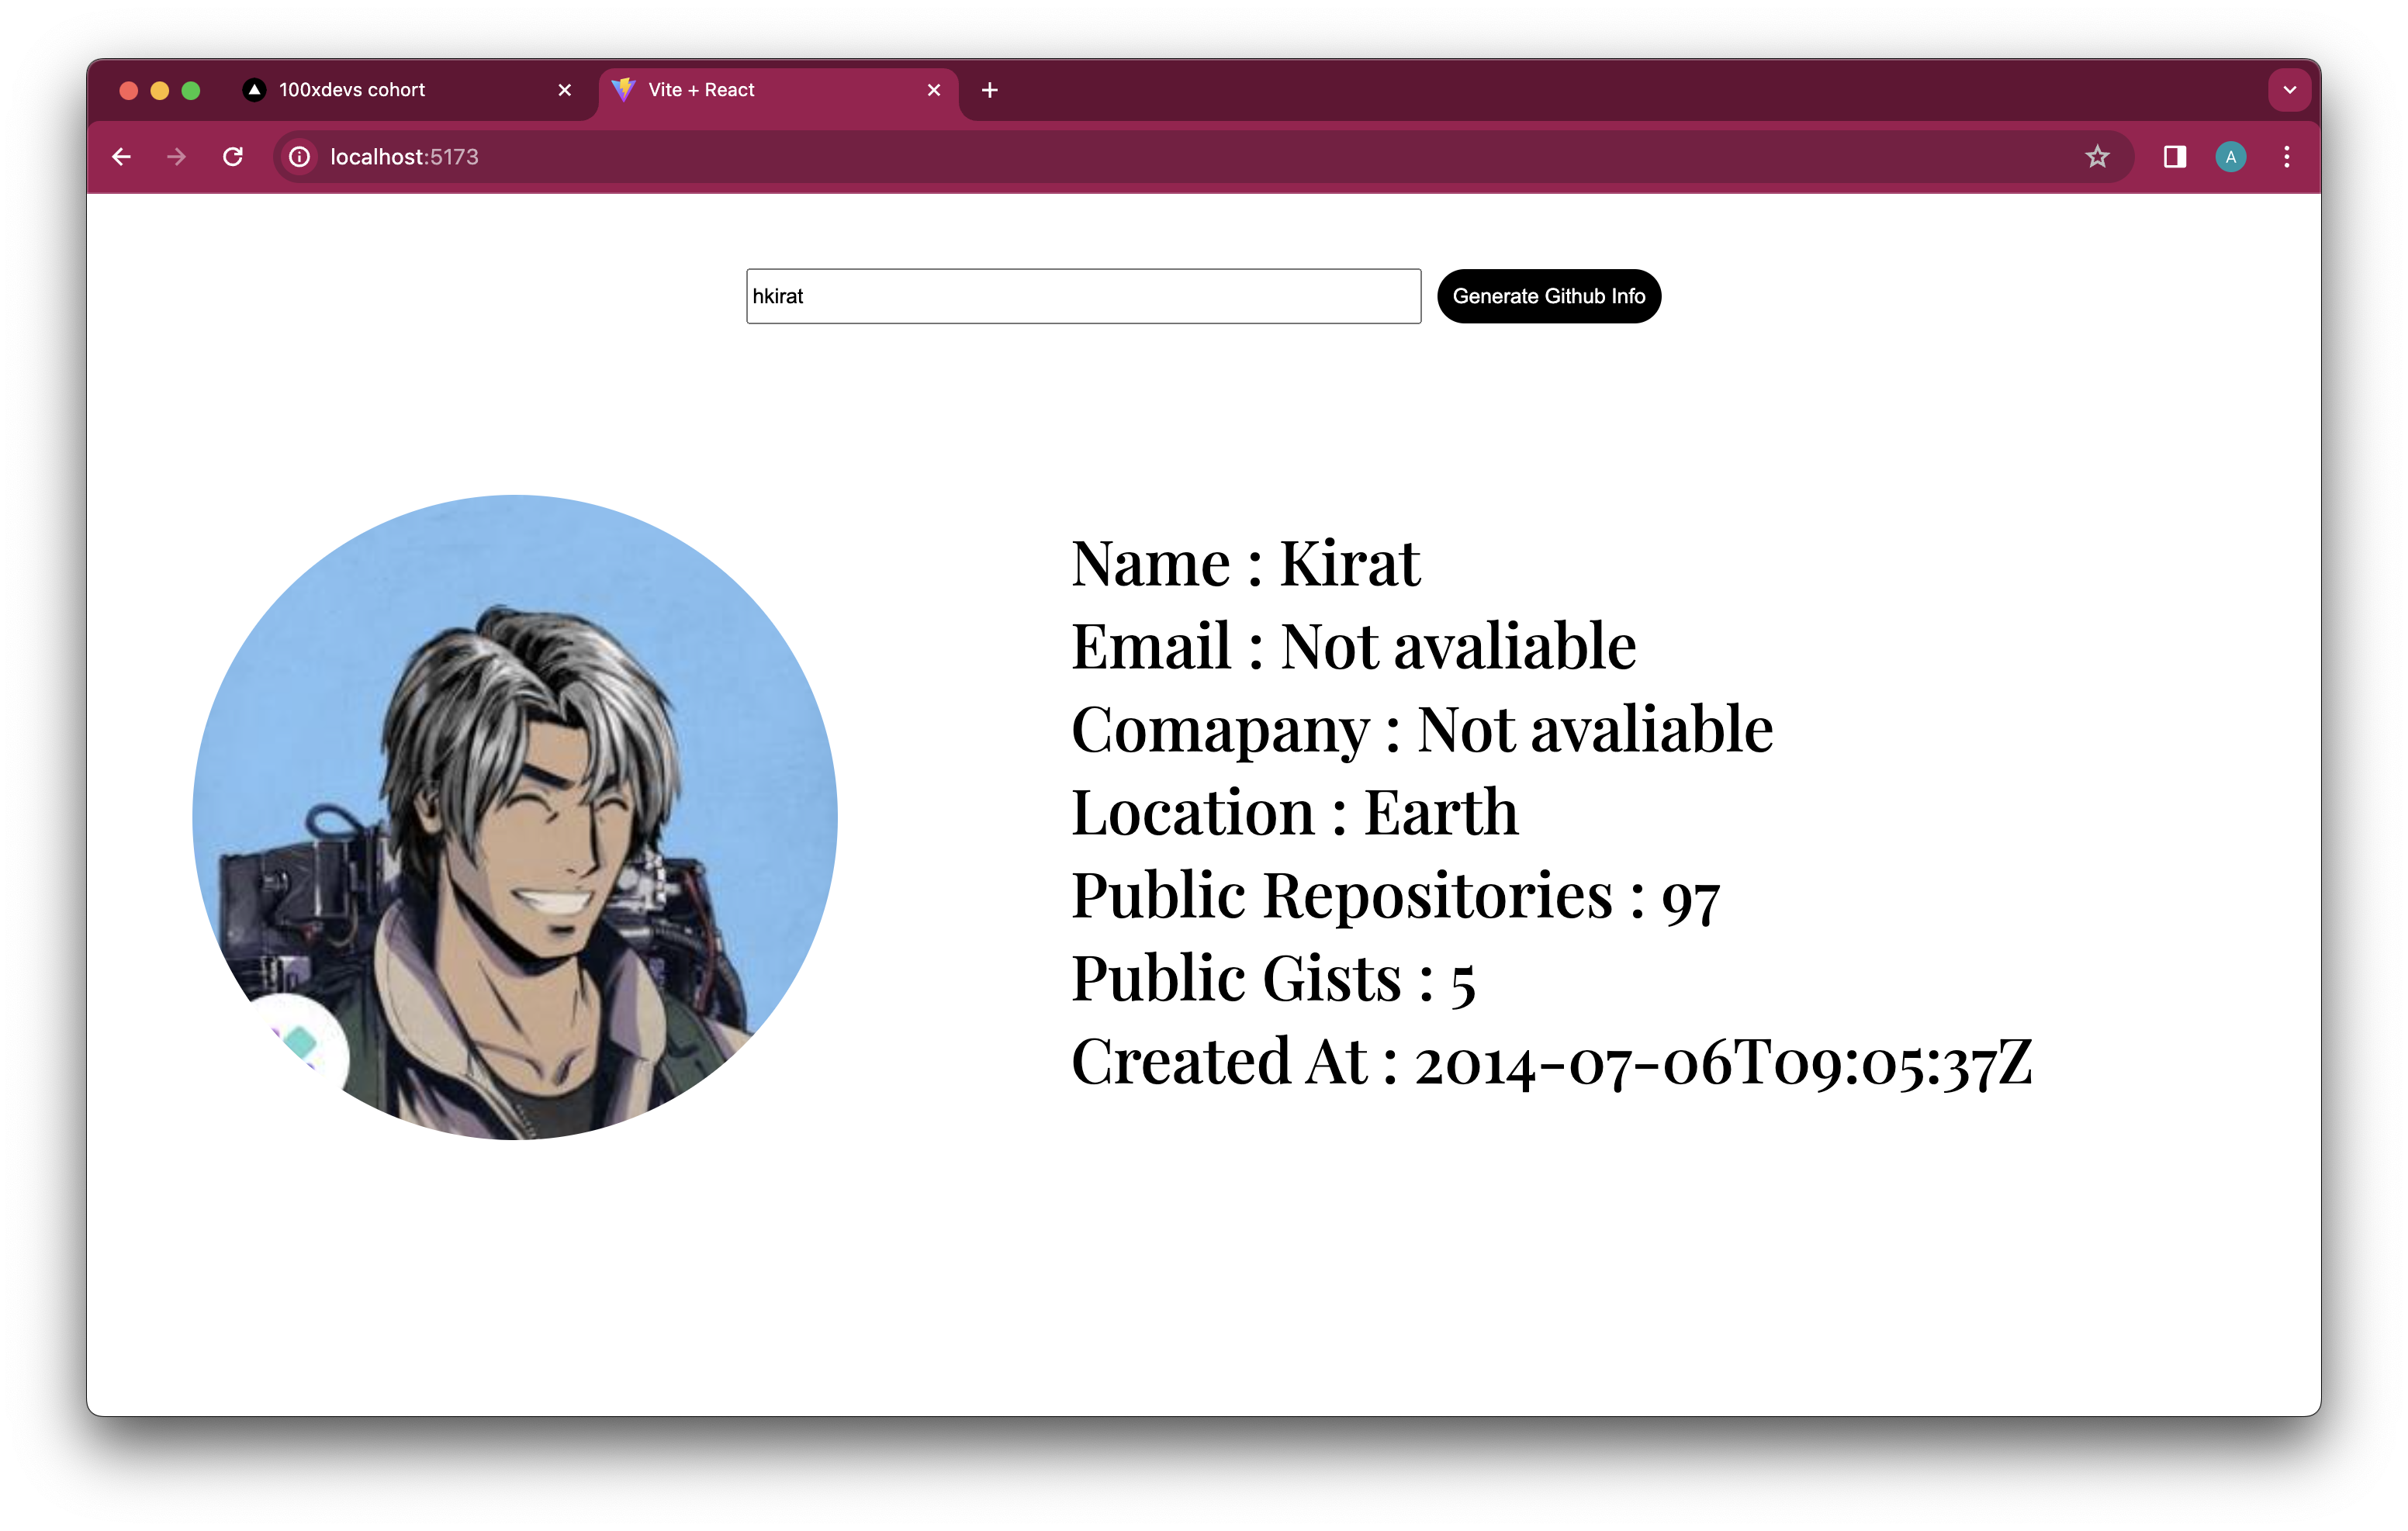 100xdevs cohort
Vite + React
localhost:5173
A
hkirat
Generate Github Info
Name : Kirat
Email : Not avaliable
Comapany : Not avaliable
Location : Earth
Public Repositories : 97
Public Gists : 5
Created At : 2014-07-06T09:05:37Z